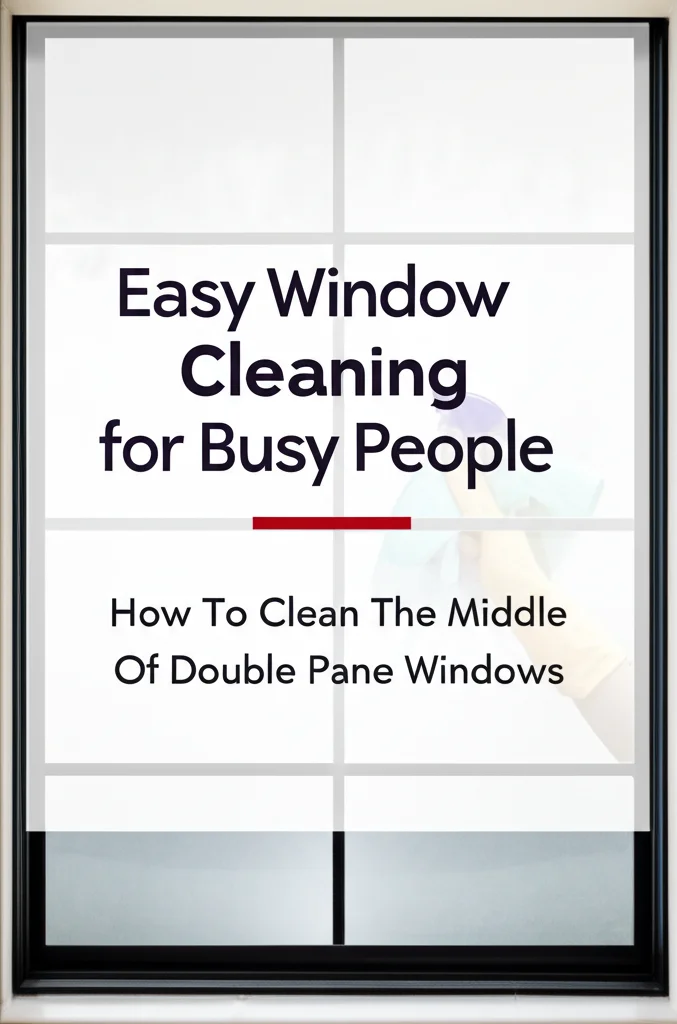 Easy Window
Cleaning
for Busy People
How To Clean The Middle
Of Double Pane Windows